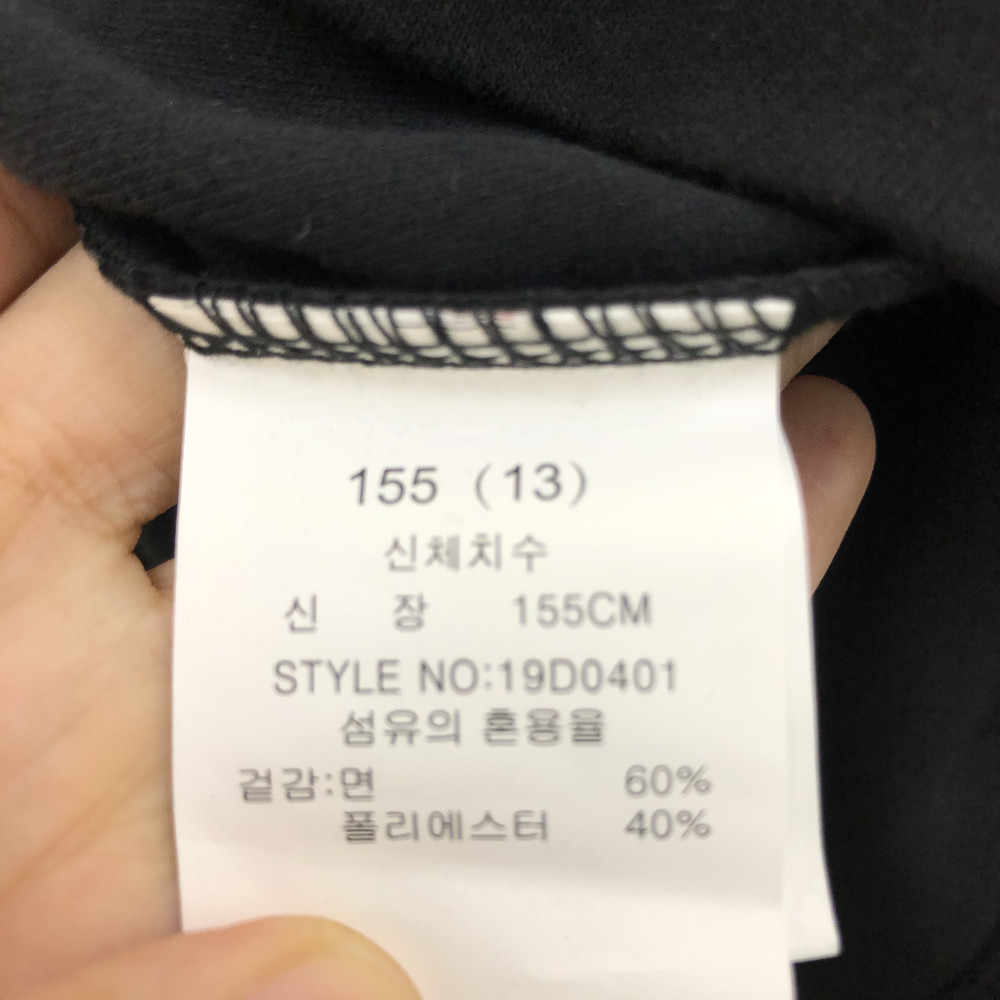 155 (13)
신체치수
신 장 155CM
STYLE NO:19D0401
섬유의 혼용율
겉감:면 60%
폴리에스터 40%